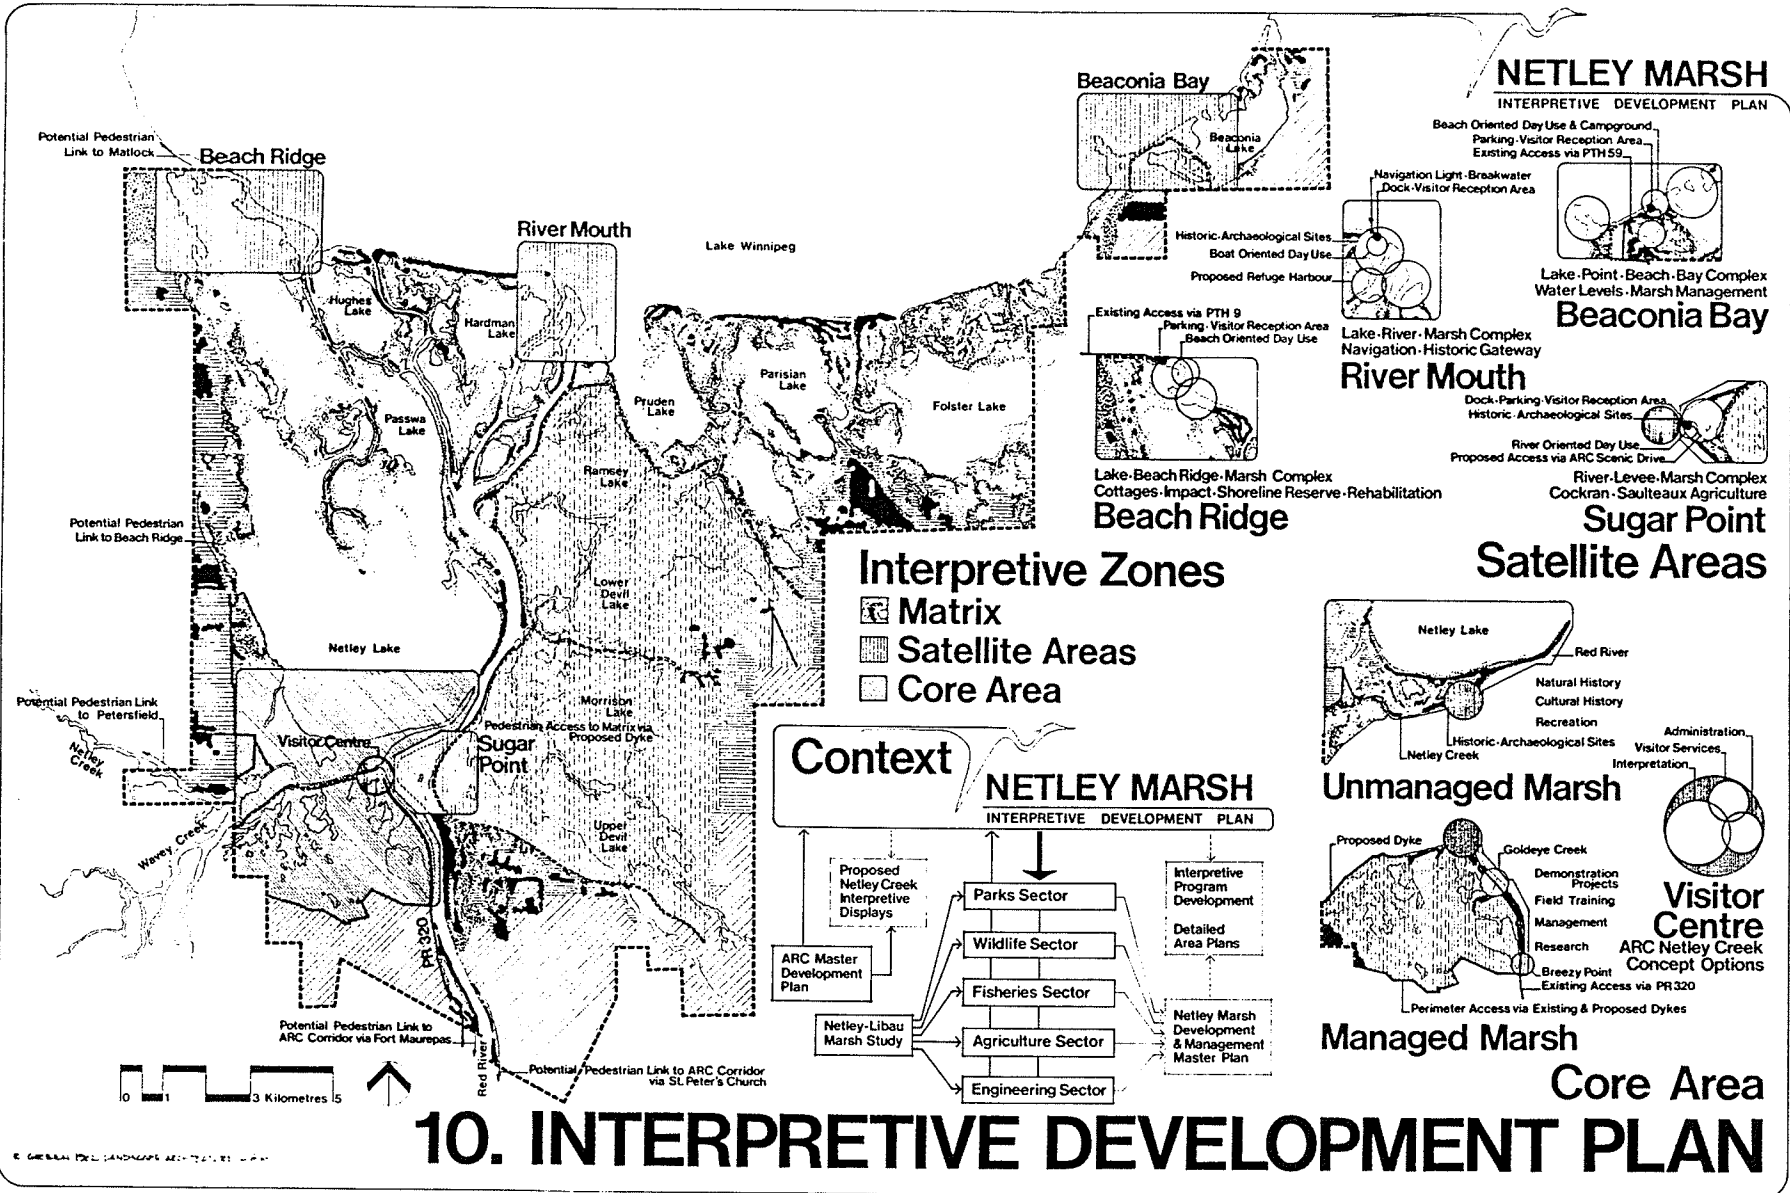 NETLEY MARSH
INTERPRETIVE DEVELOPMENT PLAN
Potential Pedestrian
Link to Matlock
Beach Ridge
River Mouth
Lake Winnipeg
Beaconia Bay
Beaconia
Lake
Hughes
Lake
Hardman
Lake
Passwa
Lake
Pruden
Lake
Parisian
Lake
Folster Lake
Ramsey
Lake
Potential Pedestrian
Link to Beach Ridge
Lower
Devil
Lake
Netley Lake
Potential Pedestrian Link
to Petersfield
Netley
Creek
Visitor Centre
Morrison
Lake
Pedestrian Access to Matrix via
Proposed Dyke
Sugar
Point
Wavey Creek
Upper
Devil
Lake
PR 320
Potential Pedestrian Link to
ARC Corridor via Fort Maurepas
Red River
Potential Pedestrian Link to ARC Corridor
via St. Peter's Church
0 1 3 Kilometres 5
Beach Oriented Day Use & Campground
Parking-Visitor Reception Area
Existing Access via PTH 59
Lake-Point-Beach-Bay Complex
Water Levels-Marsh Management
Beaconia Bay
Navigation Light-Breakwater
Dock-Visitor Reception Area
Historic-Archaeological Sites
Boat Oriented Day Use
Proposed Refuge Harbour
Lake-River-Marsh Complex
Navigation-Historic Gateway
River Mouth
Existing Access via PTH 9
Parking-Visitor Reception Area
Beach Oriented Day Use
Lake-Beach Ridge-Marsh Complex
Cottages-Impact-Shoreline Reserve-Rehabilitation
Beach Ridge
Dock-Parking-Visitor Reception Area
Historic-Archaeological Sites
River Oriented Day Use
Proposed Access via ARC Scenic Drive
River-Levee-Marsh Complex
Cockran-Saulteaux Agriculture
Sugar Point
Satellite Areas
Interpretive Zones
Matrix
Satellite Areas
Core Area
Netley Lake
Red River
Natural History
Cultural History
Recreation
Historic-Archaeological Sites
Netley Creek
Unmanaged Marsh
Administration
Visitor Services
Interpretation
Visitor
Centre
ARC Netley Creek
Concept Options
Proposed Dyke
Goldeye Creek
Demonstration
Projects
Field Training
Management
Research
Breezy Point
Existing Access via PR 320
Perimeter Access via Existing & Proposed Dykes
Managed Marsh
Core Area
Context
NETLEY MARSH
INTERPRETIVE DEVELOPMENT PLAN
Proposed
Netley Creek
Interpretive
Displays
ARC Master
Development
Plan
Netley-Libau
Marsh Study
Parks Sector
Wildlife Sector
Fisheries Sector
Agriculture Sector
Engineering Sector
Interpretive
Program
Development
Detailed
Area Plans
Netley Marsh
Development
& Management
Master Plan
10. INTERPRETIVE DEVELOPMENT PLAN